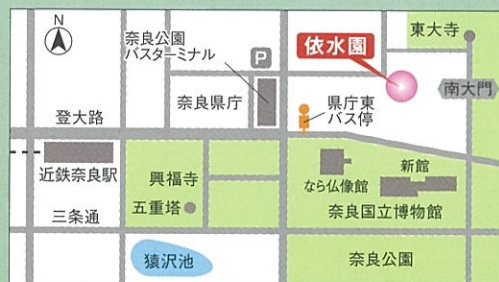 N
奈良公園
バスターミナル
P
依水園
東大寺
南大門
奈良県庁
県庁東
バス停
登大路
近鉄奈良駅
興福寺
五重塔
なら仏像館
新館
奈良国立博物館
三条通
猿沢池
奈良公園